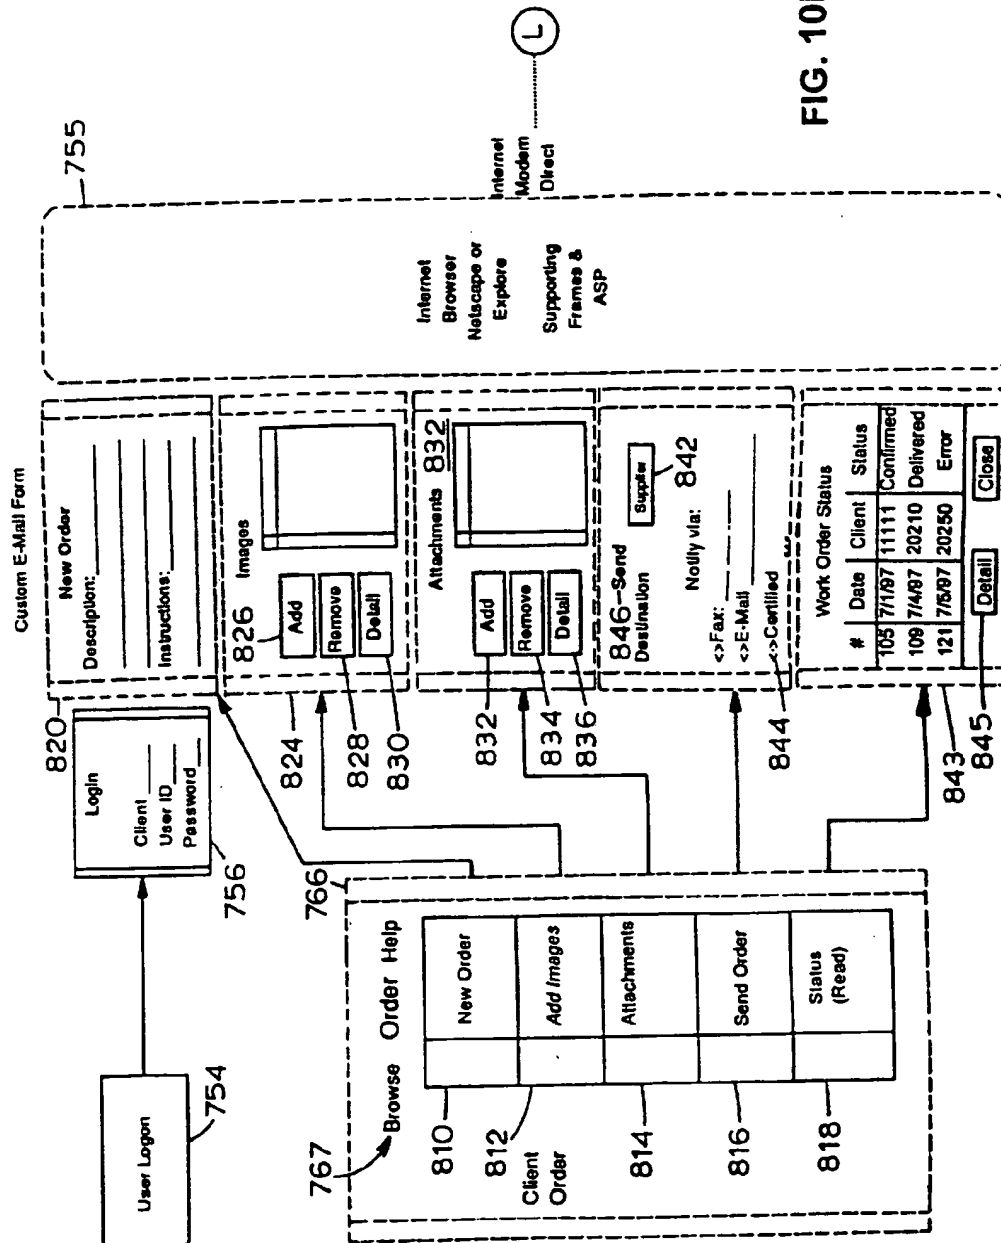 Custom E-Mail Form
820
New Order
Description:
Instructions:
755
User Logon
754
Login
Client
User ID
Password
756
824
826
Images
Add
Remove
Detail
828
830
Attachments 832
Add
Remove
Detail
832
834
836
846-Send
Destination
Supplier
842
Notify via:
<>Fax:
<>E-Mail
<>Certified
844
Work Order Status
# Date Client Status
105 7/1/97 11111 Confirmed
109 7/4/97 20210 Delivered
121 7/5/97 20250 Error
Detail
Close
843
845
Internet
Browser
Netscape or
Explore
Supporting
Frames &
ASP
Internet
Modem
Direct
L
766
767
Browse Order Help
810
New Order
812
Add Images
Client
Order
814
Attachments
816
Send Order
818
Status
(Read)